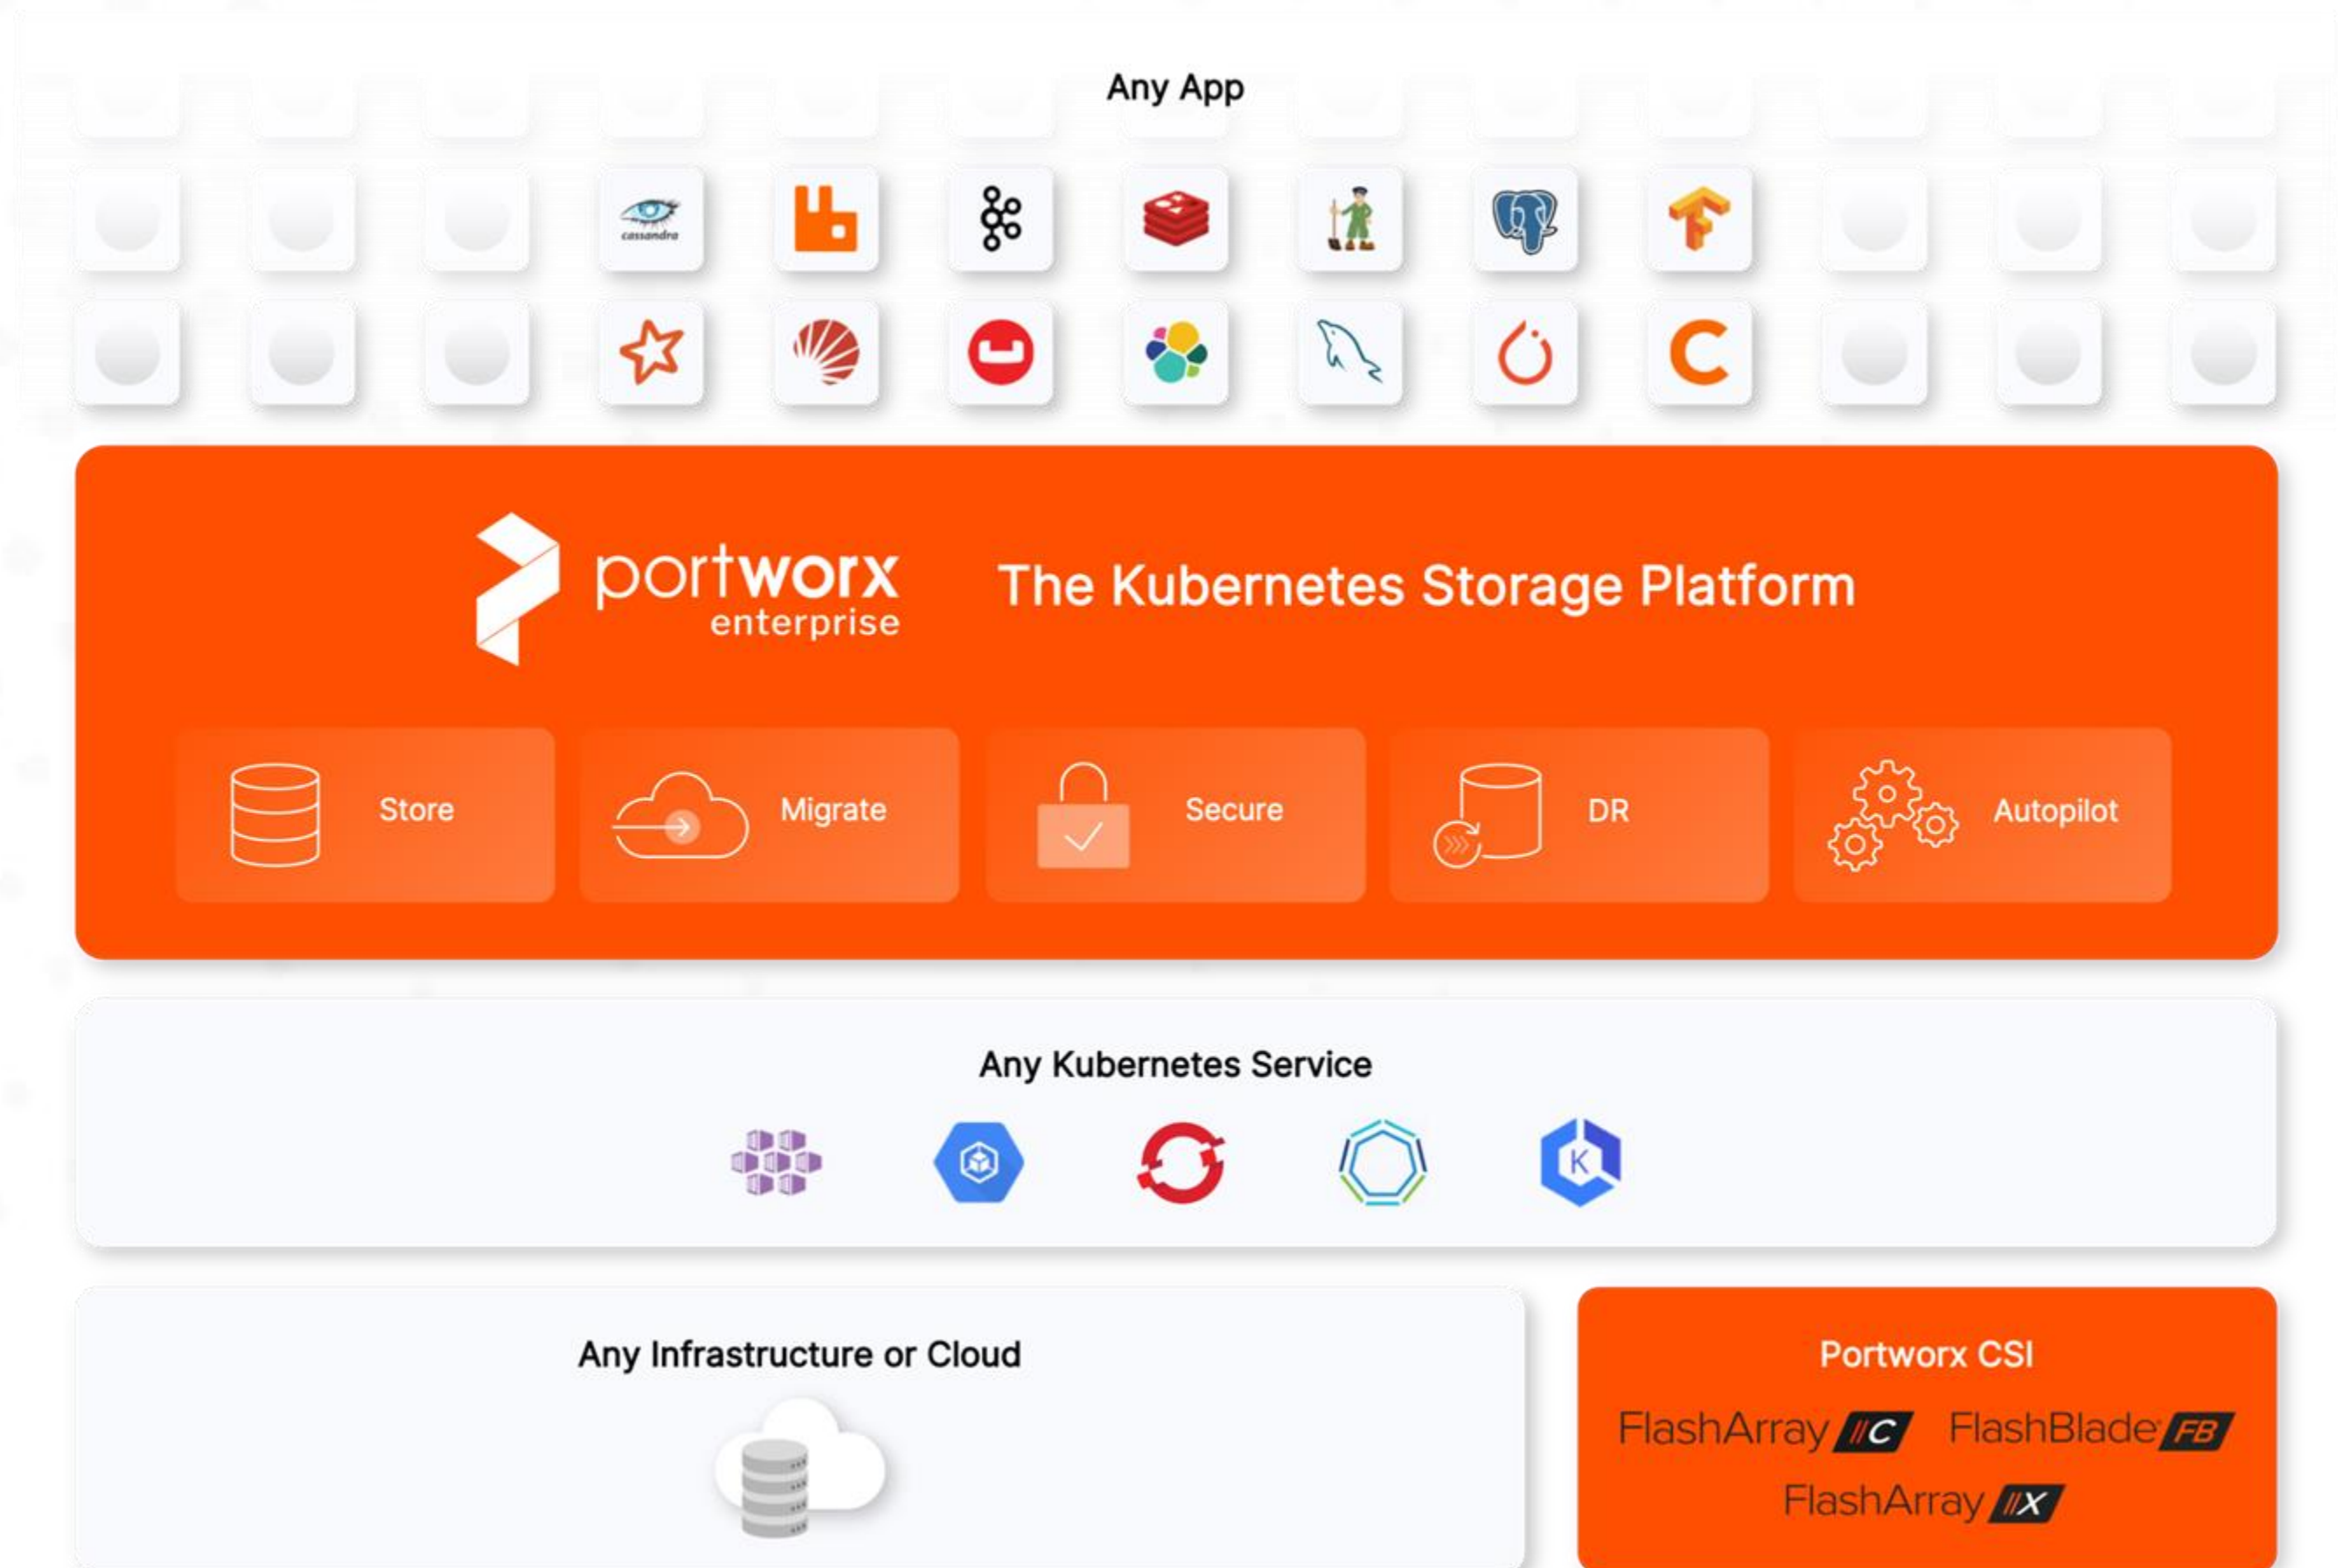 Any App
cassandra
portworx
enterprise
The Kubernetes Storage Platform
Store
Migrate
Secure
DR
Autopilot
Any Kubernetes Service
K
Any Infrastructure or Cloud
Portworx CSI
FlashArray //C FlashBlade FB
FlashArray //X